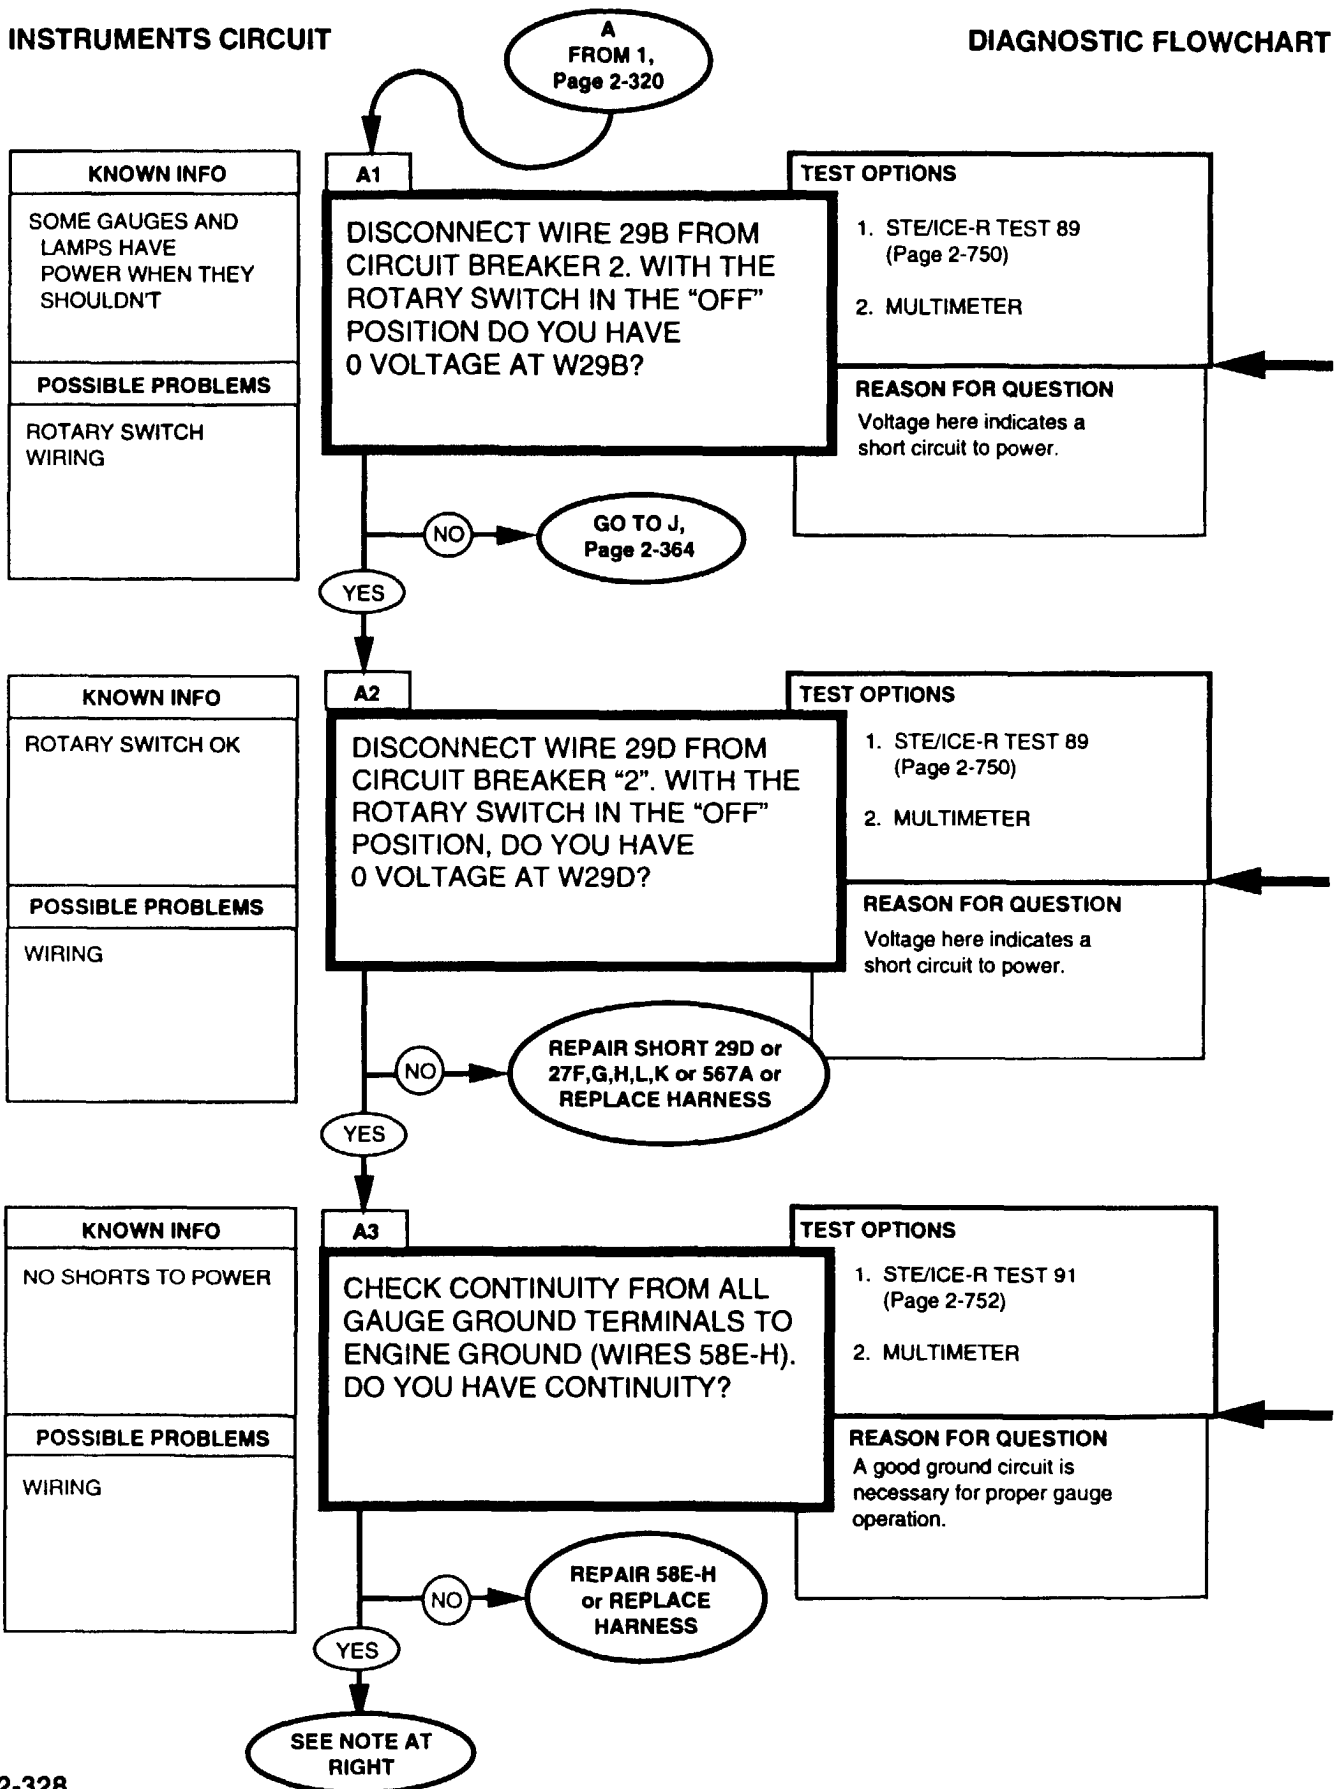 INSTRUMENTS CIRCUIT
DIAGNOSTIC FLOWCHART
A
FROM 1,
Page 2-320
KNOWN INFO
SOME GAUGES AND
LAMPS HAVE
POWER WHEN THEY
SHOULDN'T
POSSIBLE PROBLEMS
ROTARY SWITCH
WIRING
A1
DISCONNECT WIRE 29B FROM
CIRCUIT BREAKER 2. WITH THE
ROTARY SWITCH IN THE “OFF”
POSITION DO YOU HAVE
0 VOLTAGE AT W29B?
TEST OPTIONS
1. STE/ICE-R TEST 89
(Page 2-750)
2. MULTIMETER
REASON FOR QUESTION
Voltage here indicates a
short circuit to power.
NO
GO TO J,
Page 2-364
YES
KNOWN INFO
ROTARY SWITCH OK
POSSIBLE PROBLEMS
WIRING
A2
DISCONNECT WIRE 29D FROM
CIRCUIT BREAKER “2”. WITH THE
ROTARY SWITCH IN THE “OFF”
POSITION, DO YOU HAVE
0 VOLTAGE AT W29D?
TEST OPTIONS
1. STE/ICE-R TEST 89
(Page 2-750)
2. MULTIMETER
REASON FOR QUESTION
Voltage here indicates a
short circuit to power.
NO
REPAIR SHORT 29D or
27F,G,H,L,K or 567A or
REPLACE HARNESS
YES
KNOWN INFO
NO SHORTS TO POWER
POSSIBLE PROBLEMS
WIRING
A3
CHECK CONTINUITY FROM ALL
GAUGE GROUND TERMINALS TO
ENGINE GROUND (WIRES 58E-H).
DO YOU HAVE CONTINUITY?
TEST OPTIONS
1. STE/ICE-R TEST 91
(Page 2-752)
2. MULTIMETER
REASON FOR QUESTION
A good ground circuit is
necessary for proper gauge
operation.
NO
REPAIR 58E-H
or REPLACE
HARNESS
YES
SEE NOTE AT
RIGHT
2-328